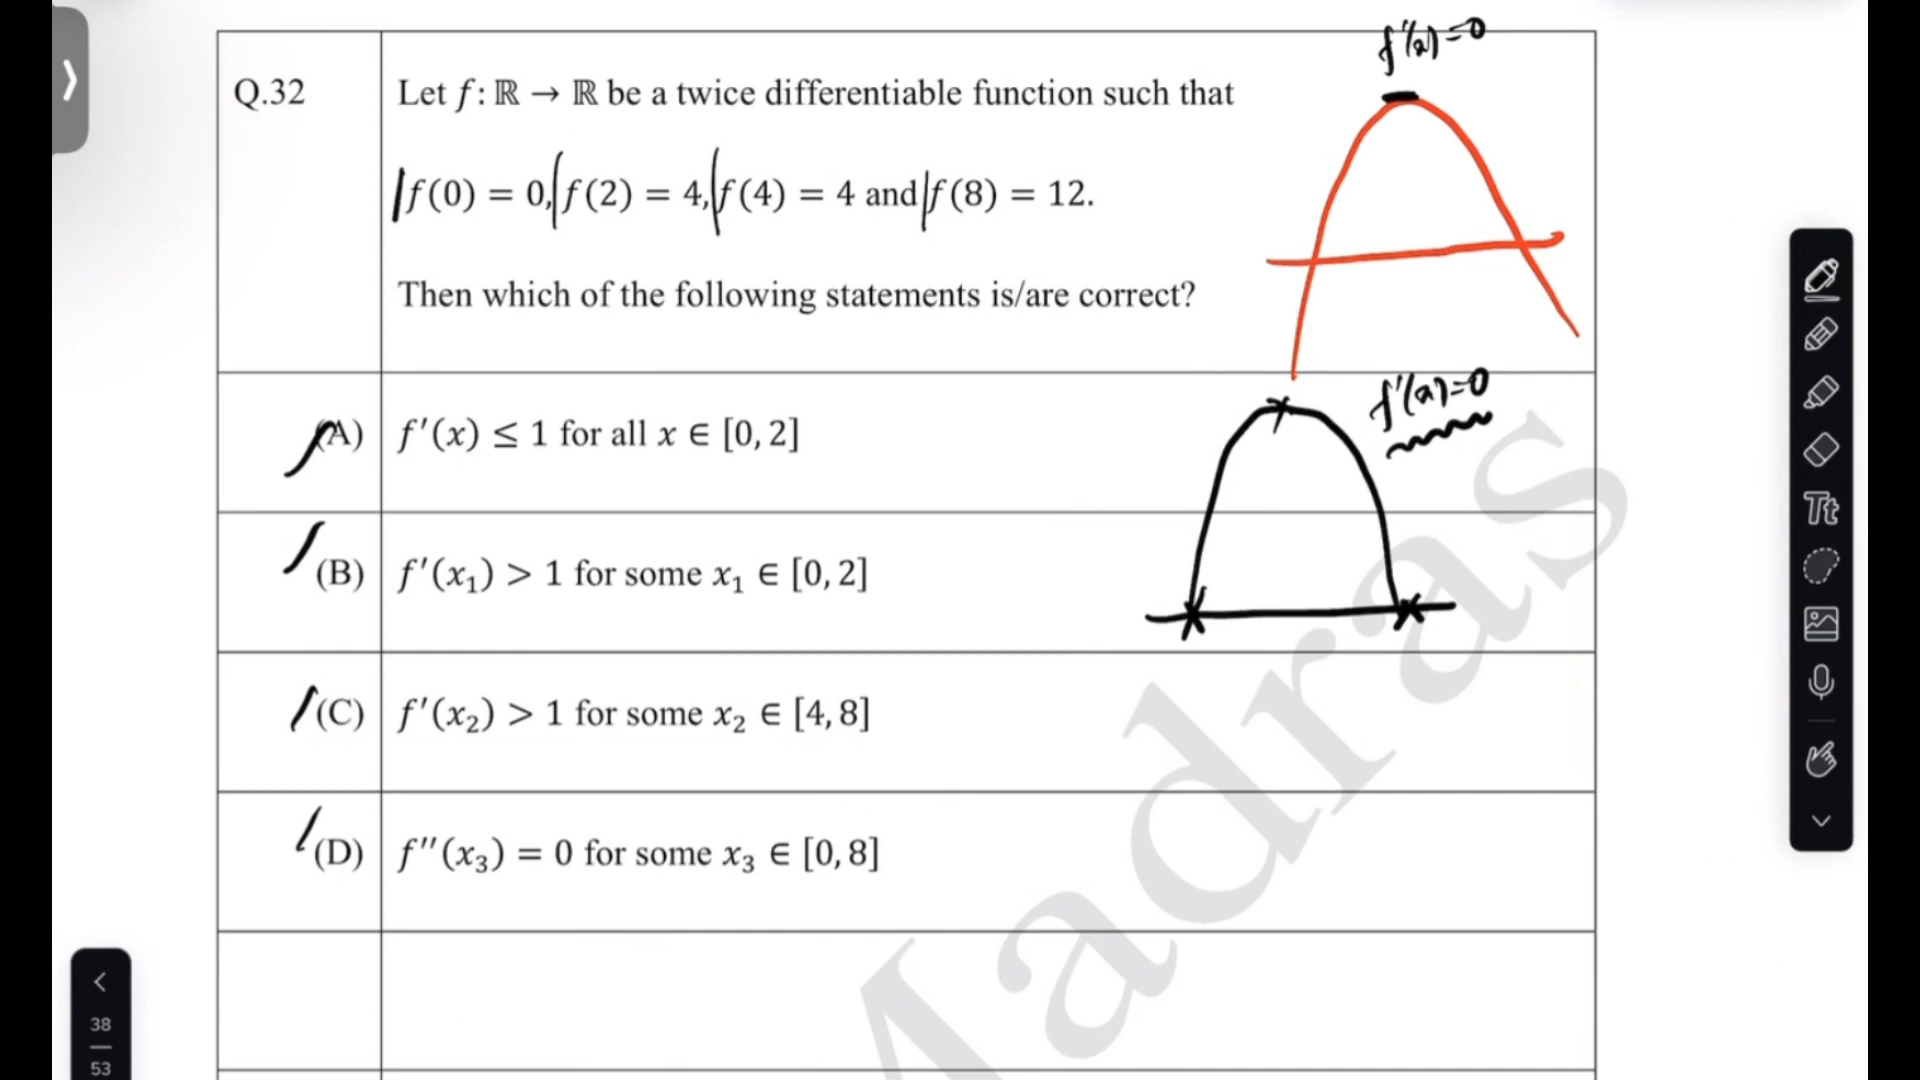 f'(a)=0
Q.32 Let f: ℝ → ℝ be a twice differentiable function such that
f(0) = 0, f(2) = 4, f(4) = 4 and f(8) = 12.
Then which of the following statements is/are correct?
f'(a)=0
(A) f′(x) ≤ 1 for all x ∈ [0, 2]
(B) f′(x₁) > 1 for some x₁ ∈ [0, 2]
(C) f′(x₂) > 1 for some x₂ ∈ [4, 8]
(D) f′′(x₃) = 0 for some x₃ ∈ [0, 8]
Madras
Tt
38
53